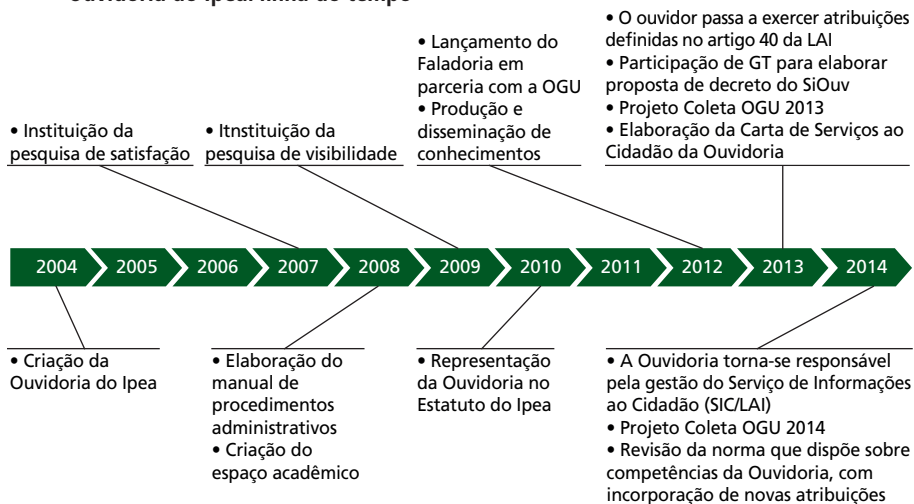 Ouvidoria do Ipea: linha do tempo
• Instituição da
pesquisa de satisfação
• Itnstituição da
pesquisa de visibilidade
• Lançamento do
Faladoria em
parceria com a OGU
• Produção e
disseminação de
conhecimentos
• O ouvidor passa a exercer atribuições
definidas no artigo 40 da LAI
• Participação de GT para elaborar
proposta de decreto do SiOuv
• Projeto Coleta OGU 2013
• Elaboração da Carta de Serviços ao
Cidadão da Ouvidoria
2004 2005 2006 2007 2008 2009 2010 2011 2012 2013 2014
• Criação da
Ouvidoria do Ipea
• Elaboração do
manual de
procedimentos
administrativos
• Criação do
espaço acadêmico
• Representação
da Ouvidoria no
Estatuto do Ipea
• A Ouvidoria torna-se responsável
pela gestão do Serviço de Informações
ao Cidadão (SIC/LAI)
• Projeto Coleta OGU 2014
• Revisão da norma que dispõe sobre
competências da Ouvidoria, com
incorporação de novas atribuições